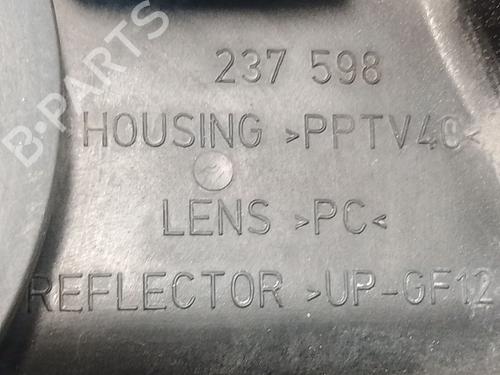 B-PARTS
237 598
HOUSING >PPTV40<
LENS >PC<
REFLECTOR >UP-GF12